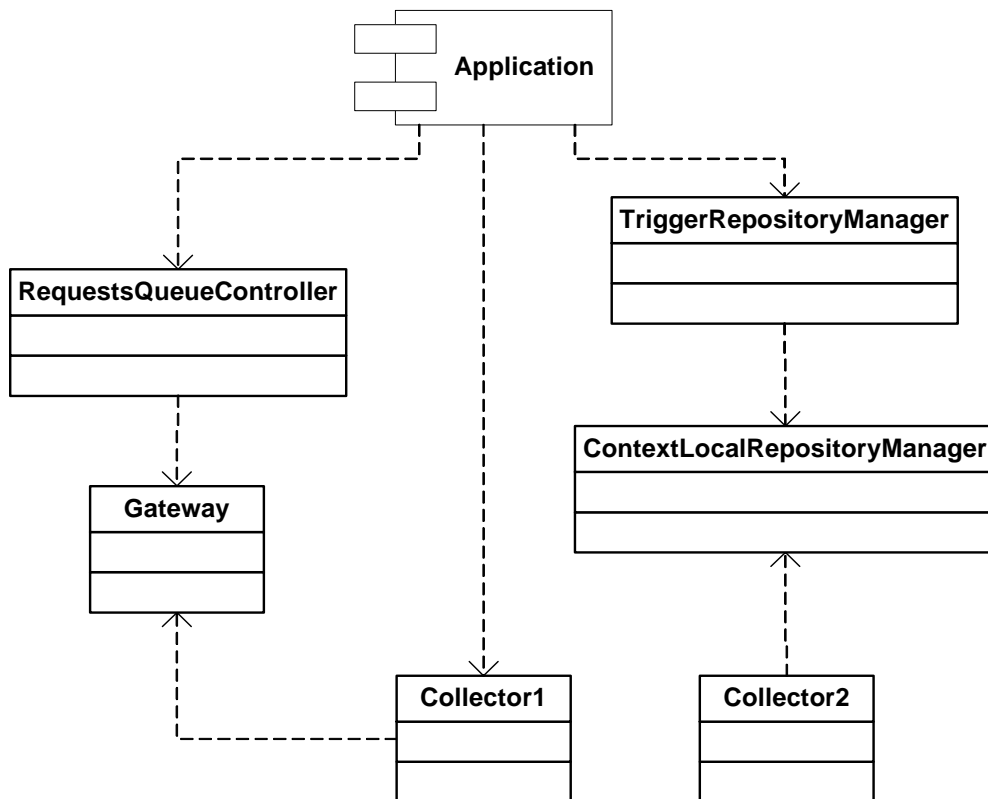 Application
TriggerRepositoryManager
RequestsQueueController
ContextLocalRepositoryManager
Gateway
Collector1
Collector2